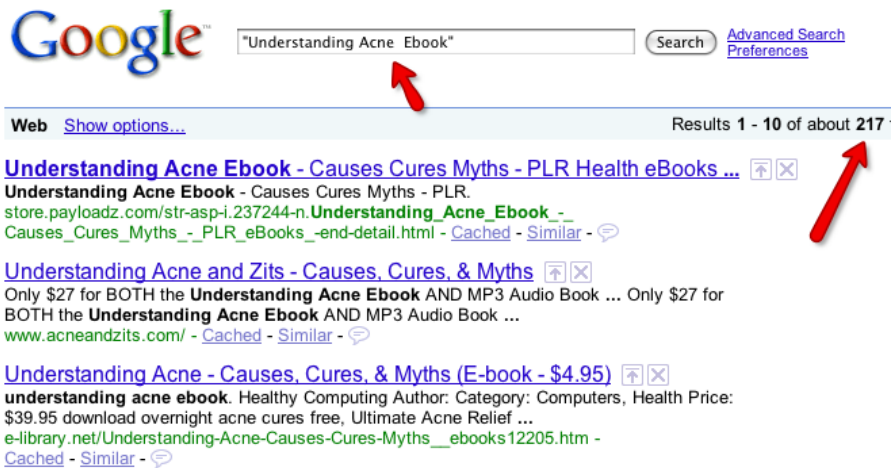 Google™
"Understanding Acne  Ebook"
Search
Advanced Search
Preferences
Web Show options...
Results 1 - 10 of about 217
Understanding Acne Ebook - Causes Cures Myths - PLR Health eBooks ...
Understanding Acne Ebook - Causes Cures Myths - PLR.
store.payloadz.com/str-asp-i.237244-n.Understanding_Acne_Ebook_-_
Causes_Cures_Myths_-_PLR_eBooks_-end-detail.html - Cached - Similar -
Understanding Acne and Zits - Causes, Cures, & Myths
Only $27 for BOTH the Understanding Acne Ebook AND MP3 Audio Book ... Only $27 for
BOTH the Understanding Acne Ebook AND MP3 Audio Book ...
www.acneandzits.com/ - Cached - Similar -
Understanding Acne - Causes, Cures, & Myths (E-book - $4.95)
understanding acne ebook. Healthy Computing Author: Category: Computers, Health Price:
$39.95 download overnight acne cures free, Ultimate Acne Relief ...
e-library.net/Understanding-Acne-Causes-Cures-Myths__ebooks12205.htm -
Cached - Similar -